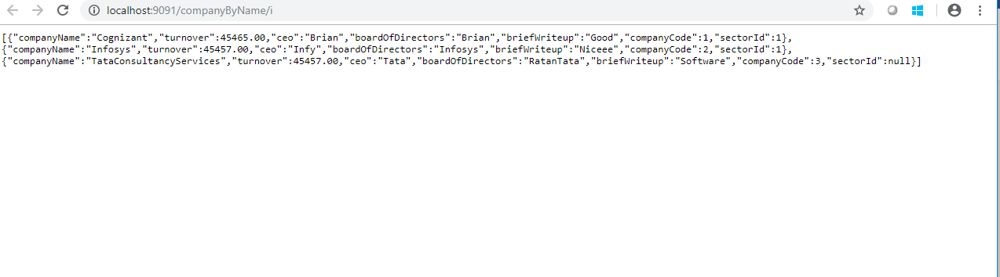 localhost:9091/companyByName/i
[{"companyName":"Cognizant","turnover":45465.00,"ceo":"Brian","boardOfDirectors":"Brian","briefWriteup":"Good","companyCode":1,"sectorId":1},
{"companyName":"Infosys","turnover":45457.00,"ceo":"Infy","boardOfDirectors":"Infosys","briefWriteup":"Niceee","companyCode":2,"sectorId":1},
{"companyName":"TataConsultancyServices","turnover":45457.00,"ceo":"Tata","boardOfDirectors":"RatanTata","briefWriteup":"Software","companyCode":3,"sectorId":null}]